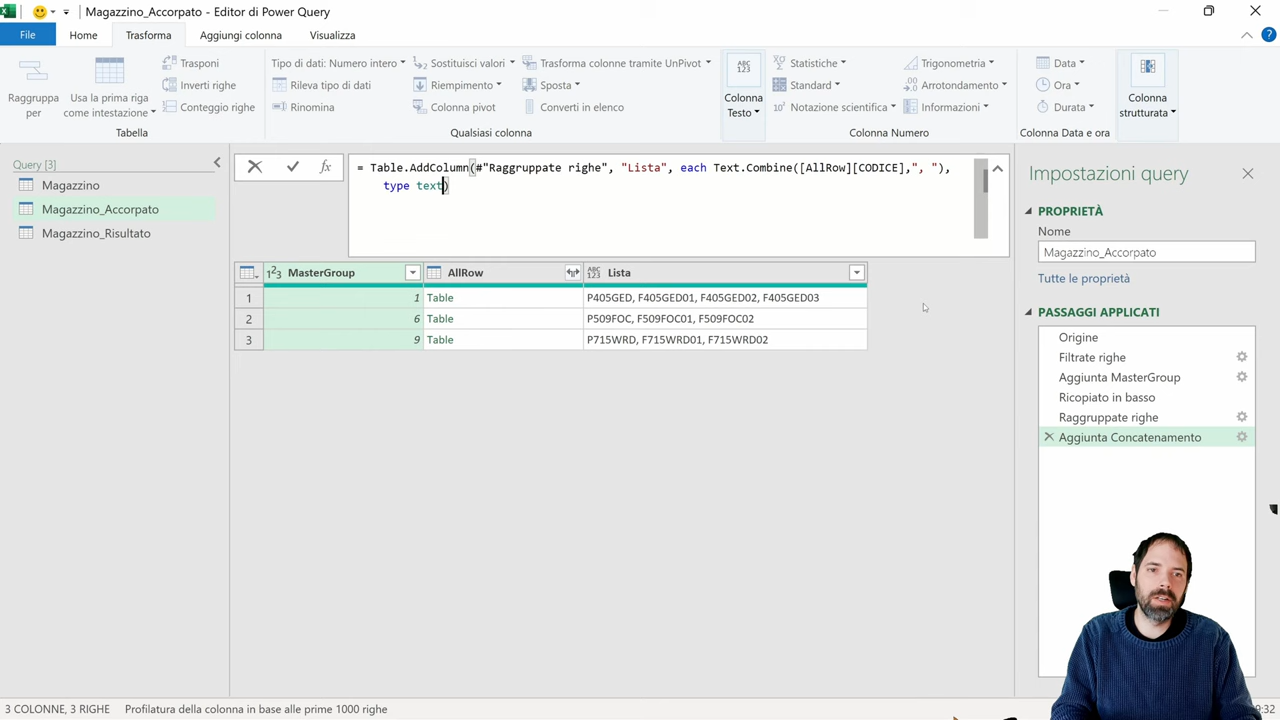 Magazzino_Accorpato - Editor di Power Query
File Home Trasforma Aggiungi colonna Visualizza
Raggruppa per
Usa la prima riga come intestazione
Trasponi
Inverti righe
Conteggio righe
Tabella
Tipo di dati: Numero intero
Rileva tipo di dati
Rinomina
Sostituisci valori
Riempimento
Colonna pivot
Trasforma colonne tramite UnPivot
Sposta
Converti in elenco
Qualsiasi colonna
Colonna Testo
Statistiche
Standard
Notazione scientifica
Trigonometria
Arrotondamento
Informazioni
Colonna Numero
Data
Ora
Durata
Colonna Data e ora
Colonna strutturata
Query [3]
Magazzino
Magazzino_Accorpato
Magazzino_Risultato
= Table.AddColumn(#"Raggruppate righe", "Lista", each Text.Combine([AllRow][CODICE],", "),
type text)
MasterGroup AllRow Lista
1 1 Table P405GED, F405GED01, F405GED02, F405GED03
2 6 Table P509FOC, F509FOC01, F509FOC02
3 9 Table P715WRD, F715WRD01, F715WRD02
Impostazioni query
PROPRIETÀ
Nome
Magazzino_Accorpato
Tutte le proprietà
PASSAGGI APPLICATI
Origine
Filtrate righe
Aggiunta MasterGroup
Ricopiato in basso
Raggruppate righe
Aggiunta Concatenamento
3 COLONNE, 3 RIGHE Profilatura della colonna in base alle prime 1000 righe